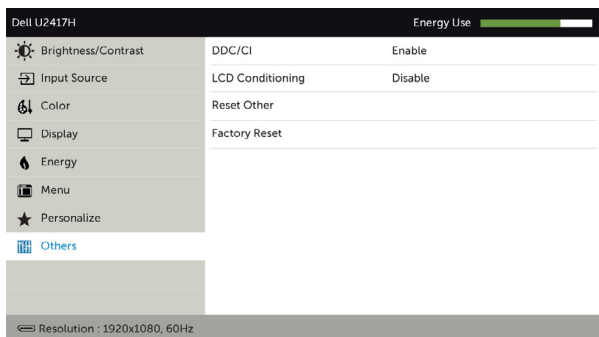 Dell U2417H Energy Use
Brightness/Contrast DDC/CI Enable
Input Source LCD Conditioning Disable
Color Reset Other
Display Factory Reset
Energy
Menu
Personalize
Others
Resolution : 1920x1080, 60Hz